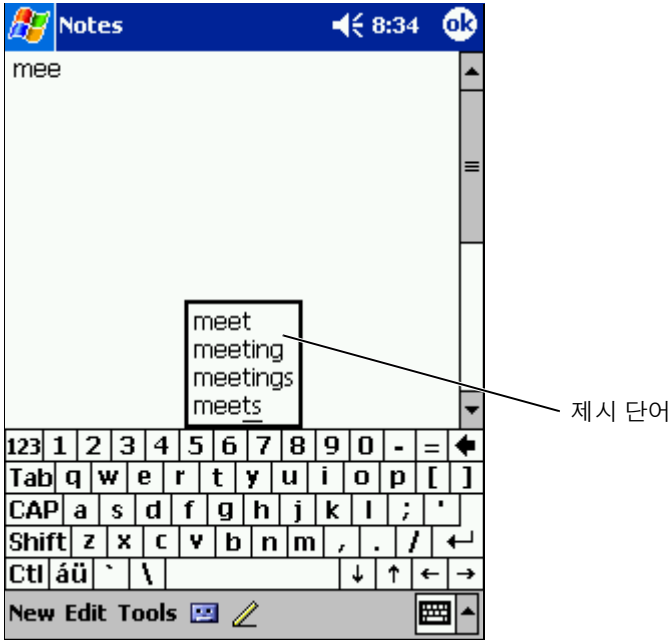 Notes 8:34 ok
mee
meet
meeting
meetings
meets
제시 단어
123 1 2 3 4 5 6 7 8 9 0 - =
Tab q w e r t y u i o p [ ]
CAP a s d f g h j k l ; '
Shift z x c v b n m , . /
Ctl áü ` \ ↓ ↑ ← →
New Edit Tools